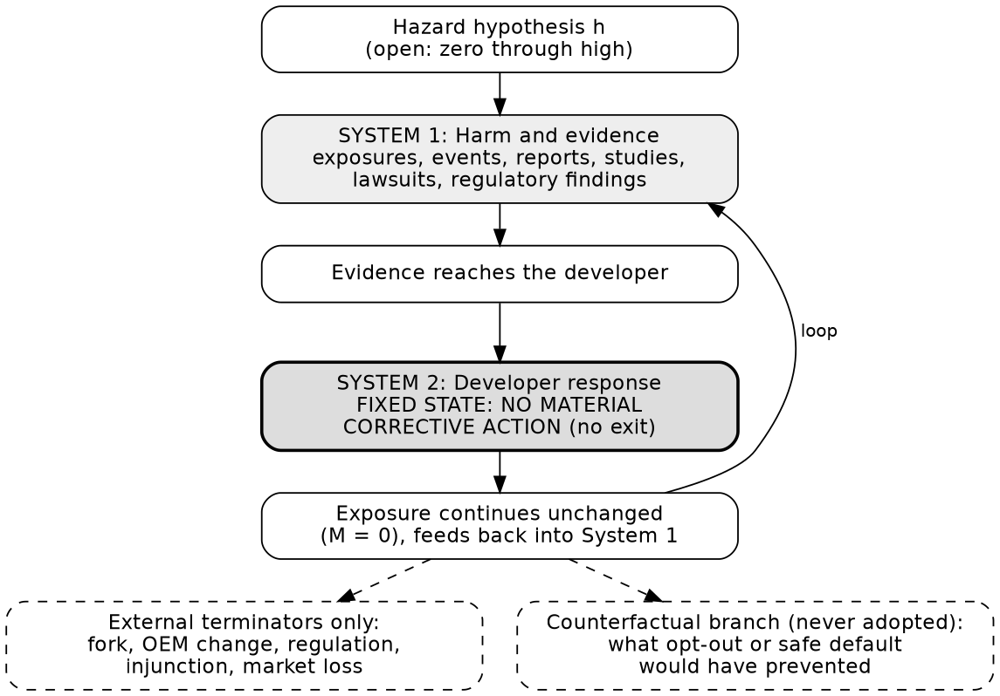 Hazard hypothesis h
(open: zero through high)
SYSTEM 1: Harm and evidence
exposures, events, reports, studies,
lawsuits, regulatory findings
Evidence reaches the developer
loop
SYSTEM 2: Developer response
FIXED STATE: NO MATERIAL
CORRECTIVE ACTION (no exit)
Exposure continues unchanged
(M = 0), feeds back into System 1
External terminators only:
fork, OEM change, regulation,
injunction, market loss
Counterfactual branch (never adopted):
what opt-out or safe default
would have prevented